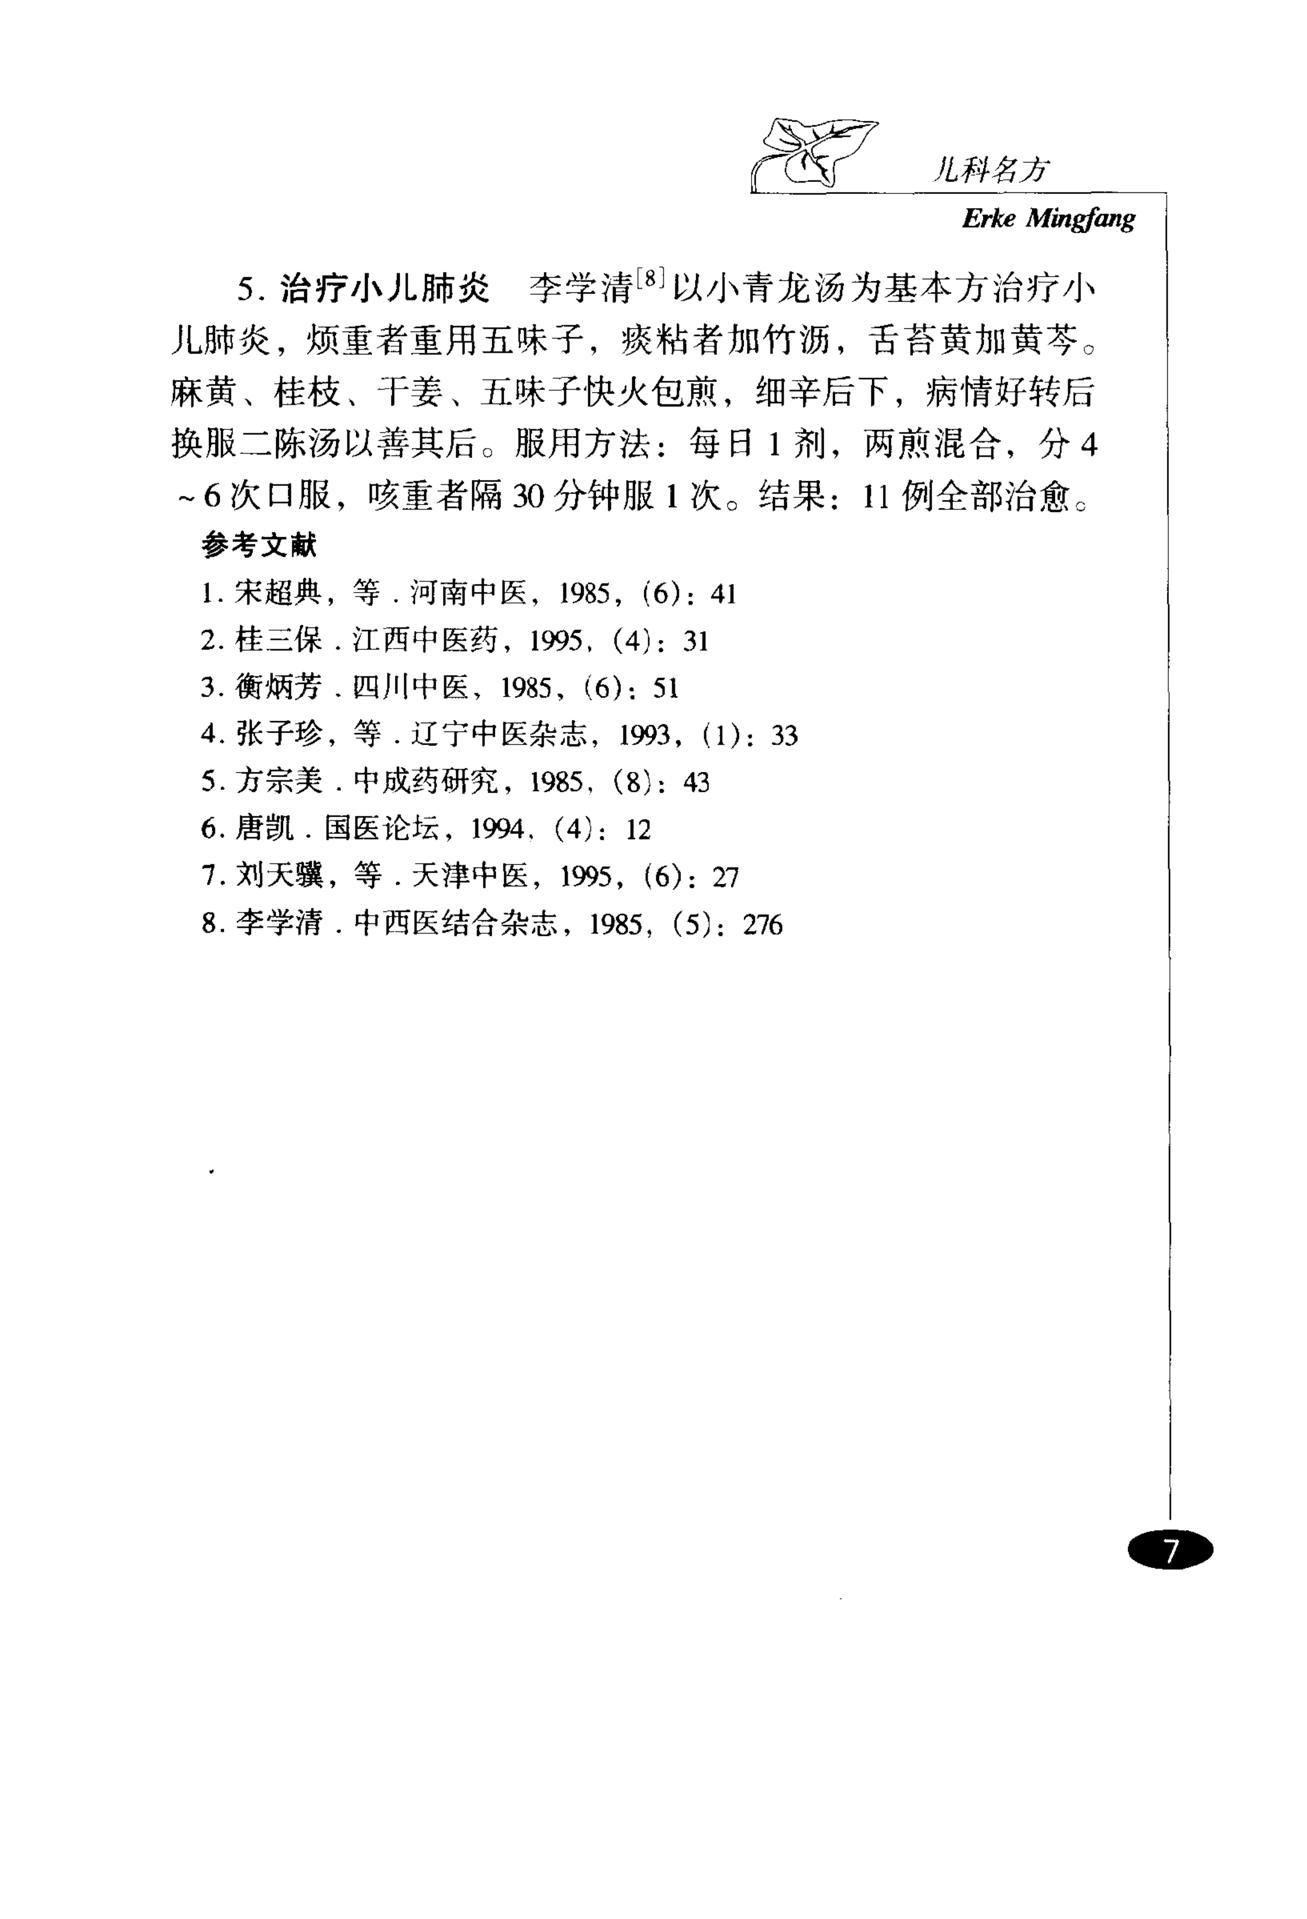 儿科名方
Erke Mingfang
5. 治疗小儿肺炎 李学清[8]以小青龙汤为基本方治疗小
儿肺炎，烦重者重用五味子，痰粘者加竹沥，舌苔黄加黄芩。
麻黄、桂枝、干姜、五味子快火包煎，细辛后下，病情好转后
换服二陈汤以善其后。服用方法：每日 1 剂，两煎混合，分 4
~6 次口服，咳重者隔 30 分钟服 1 次。结果：11 例全部治愈。
参考文献
1. 宋超典，等．河南中医，1985，(6)：41
2. 桂三保．江西中医药，1995，(4)：31
3. 衡炳芳．四川中医，1985，(6)：51
4. 张子珍，等．辽宁中医杂志，1993，(1)：33
5. 方宗美．中成药研究，1985，(8)：43
6. 唐凯．国医论坛，1994，(4)：12
7. 刘天骥，等．天津中医，1995，(6)：27
8. 李学清．中西医结合杂志，1985，(5)：276
7